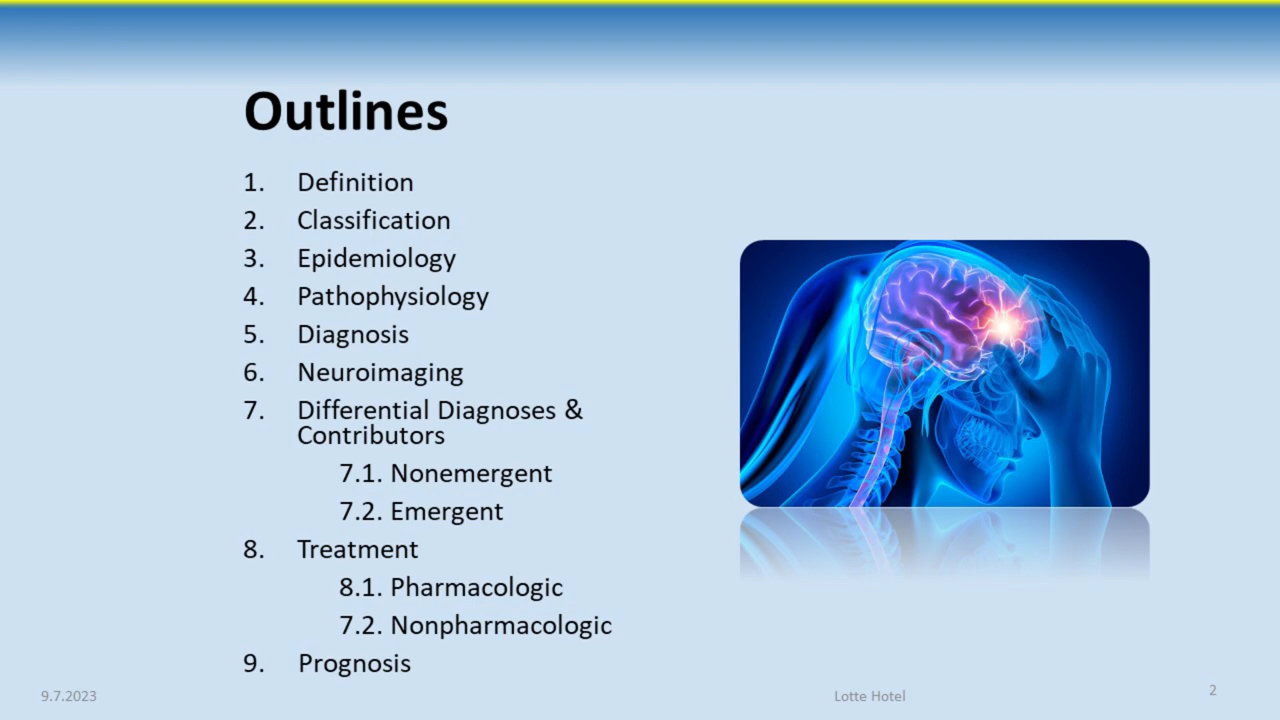 Outlines
1. Definition
2. Classification
3. Epidemiology
4. Pathophysiology
5. Diagnosis
6. Neuroimaging
7. Differential Diagnoses &
Contributors
7.1. Nonemergent
7.2. Emergent
8. Treatment
8.1. Pharmacologic
7.2. Nonpharmacologic
9. Prognosis
9.7.2023
Lotte Hotel
2